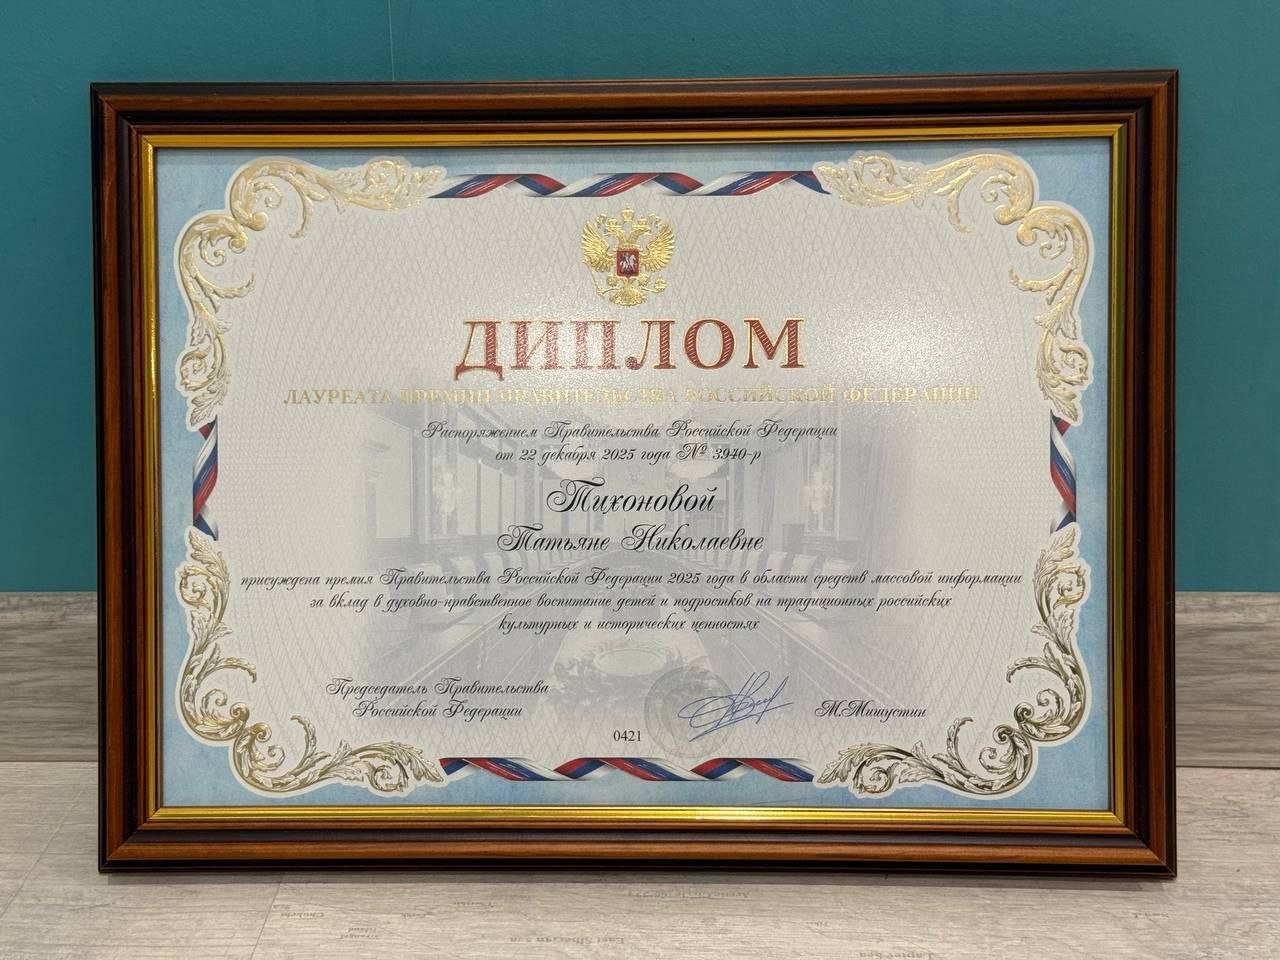 ДИПЛОМ
ЛАУРЕАТА ПРЕМИИ ПРАВИТЕЛЬСТВА РОССИЙСКОЙ ФЕДЕРАЦИИ
Распоряжением Правительства Российской Федерации
от 22 декабря 2025 года № 3940-р
Тихоновой
Татьяне Николаевне
присуждена премия Правительства Российской Федерации 2025 года в области средств массовой информации
за вклад в духовно-нравственное воспитание детей и подростков на традиционных российских
культурных и исторических ценностях
Председатель Правительства
Российской Федерации
М.Мишустин
0421